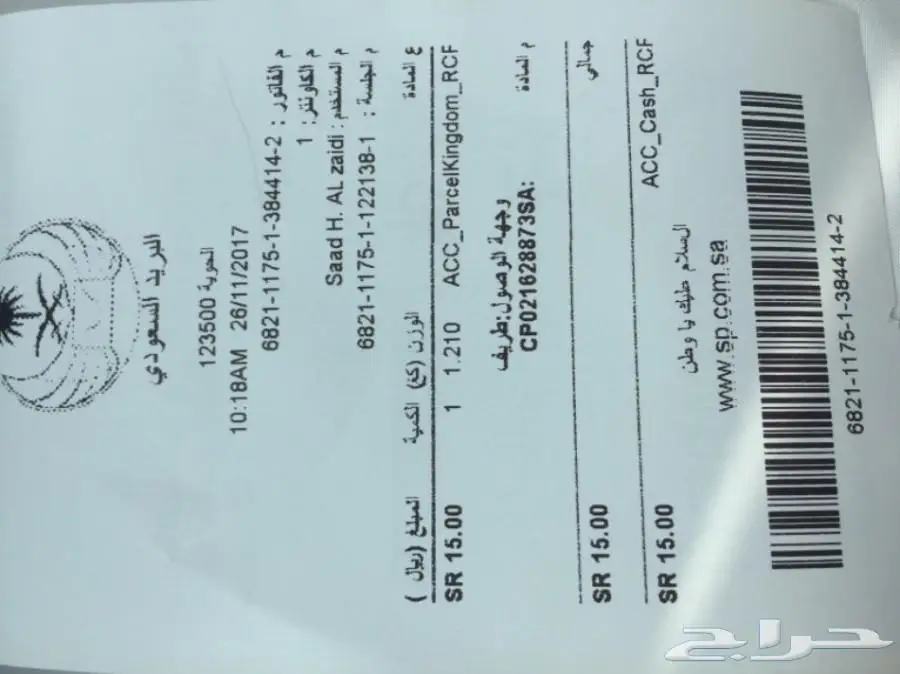 البريد السعودي
الحوية 123500
10:18AM 26/11/2017
م الفاتور : 6821-1175-1-384414-2
م الكاونتر : 1
م المستخدم : Saad H. AL zaidi
م الجلسة : 6821-1175-1-122138-1
ع المادة الوزن (كغ) الكمية المبلغ (ريال )
ACC_ParcelKingdom_RCF 1.210 1 SR 15.00
م المادة وجهة الوصول:طريف
CP021628873SA:
جمالي SR 15.00
ACC_Cash_RCF SR 15.00
السلام عليك يا وطن
www.sp.com.sa
6821-1175-1-384414-2
حراج